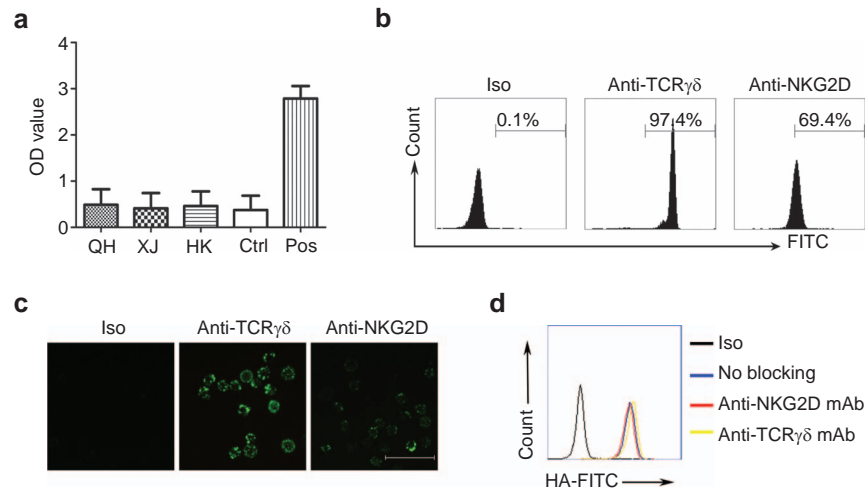 a
4
3
2
1
0
OD value
QH XJ HK Ctrl Pos
b
Iso Anti-TCRγδ Anti-NKG2D
0.1% 97.4% 69.4%
Count
FITC
c
Iso Anti-TCRγδ Anti-NKG2D
d
Iso
No blocking
Anti-NKG2D mAb
Anti-TCRγδ mAb
Count
HA-FITC